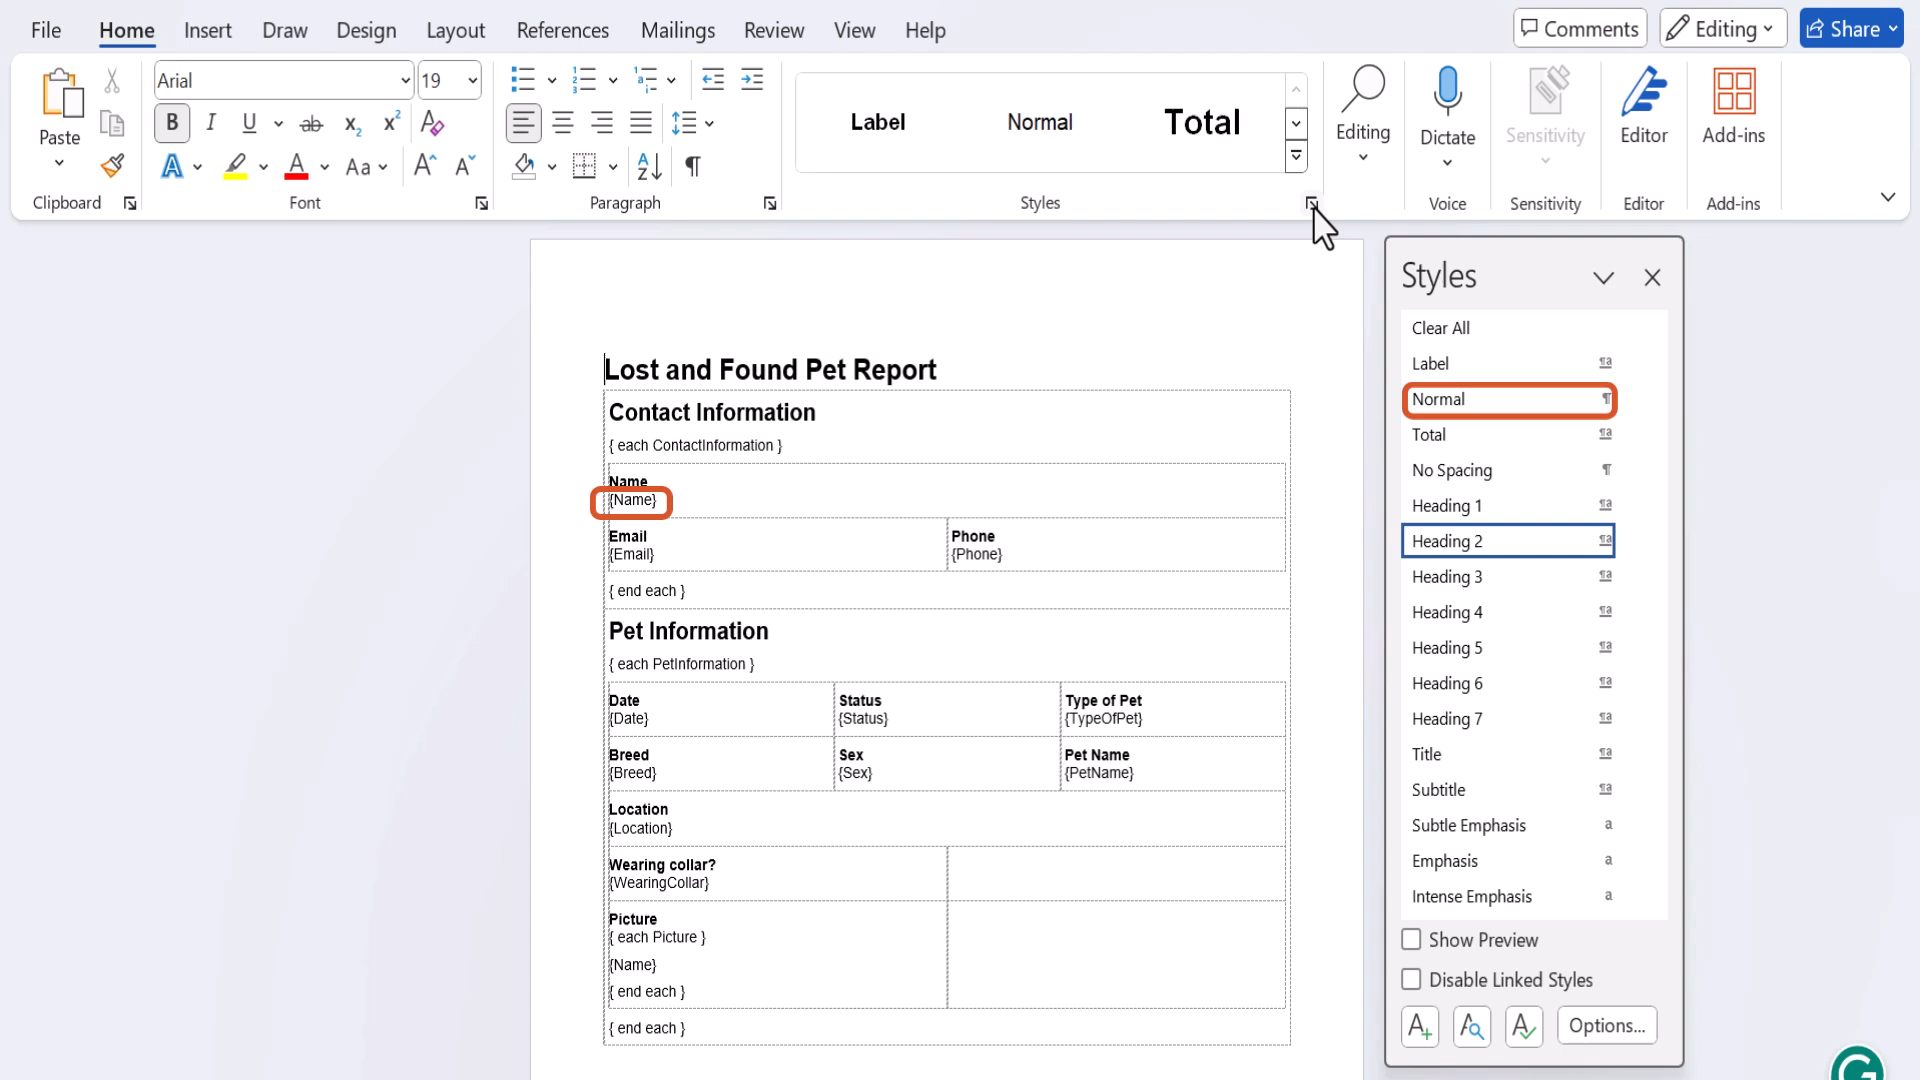 File Home Insert Draw Design Layout References Mailings Review View Help Comments Editing Share
Arial 19
Paste
B I U ab x2 x2 A
A A Aa A A
A Z ¶
Label Normal Total
Editing Dictate Sensitivity Editor Add-ins
Clipboard Font Paragraph Styles Voice Sensitivity Editor Add-ins
Lost and Found Pet Report
Contact Information
{ each ContactInformation }
Name
{Name}
Email Phone
{Email} {Phone}
{ end each }
Pet Information
{ each PetInformation }
Date Status Type of Pet
{Date} {Status} {TypeOfPet}
Breed Sex Pet Name
{Breed} {Sex} {PetName}
Location
{Location}
Wearing collar?
{WearingCollar}
Picture
{ each Picture }
{Name}
{ end each }
{ end each }
Styles
Clear All
Label ¶a
Normal ¶
Total ¶a
No Spacing ¶
Heading 1 ¶a
Heading 2 ¶a
Heading 3 ¶a
Heading 4 ¶a
Heading 5 ¶a
Heading 6 ¶a
Heading 7 ¶a
Title ¶a
Subtitle ¶a
Subtle Emphasis a
Emphasis a
Intense Emphasis a
Show Preview
Disable Linked Styles
Options...